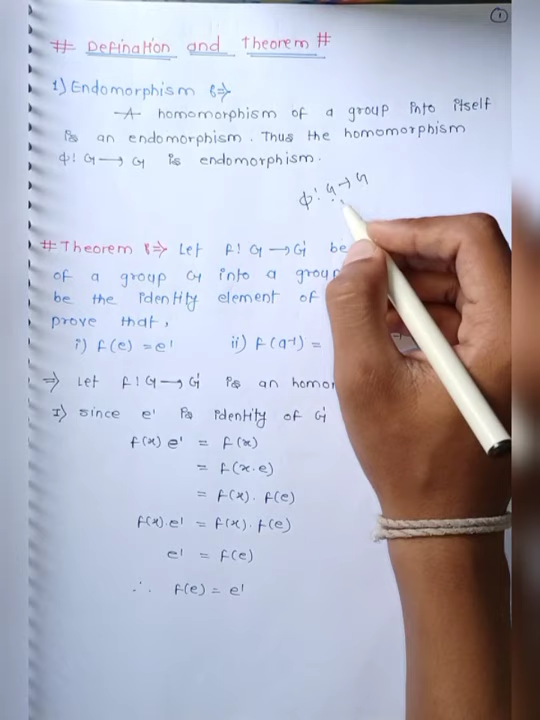 1
# Defination and Theorem #
1) Endomorphism :⇒
A homomorphism of a group into itself
is an endomorphism. Thus the homomorphism
Φ: G → G is endomorphism.
Φ: G → G
# Theorem :⇒ Let f: G → G' be
of a group G into a group
be the identity element of
prove that,
i) f(e) = e' ii) f(a-1) =
⇒ Let f: G → G' is an homo
I) since e' is identity of G'
f(x) e' = f(x)
= f(x.e)
= f(x). f(e)
f(x).e' = f(x). f(e)
e' = f(e)
∴ f(e) = e'